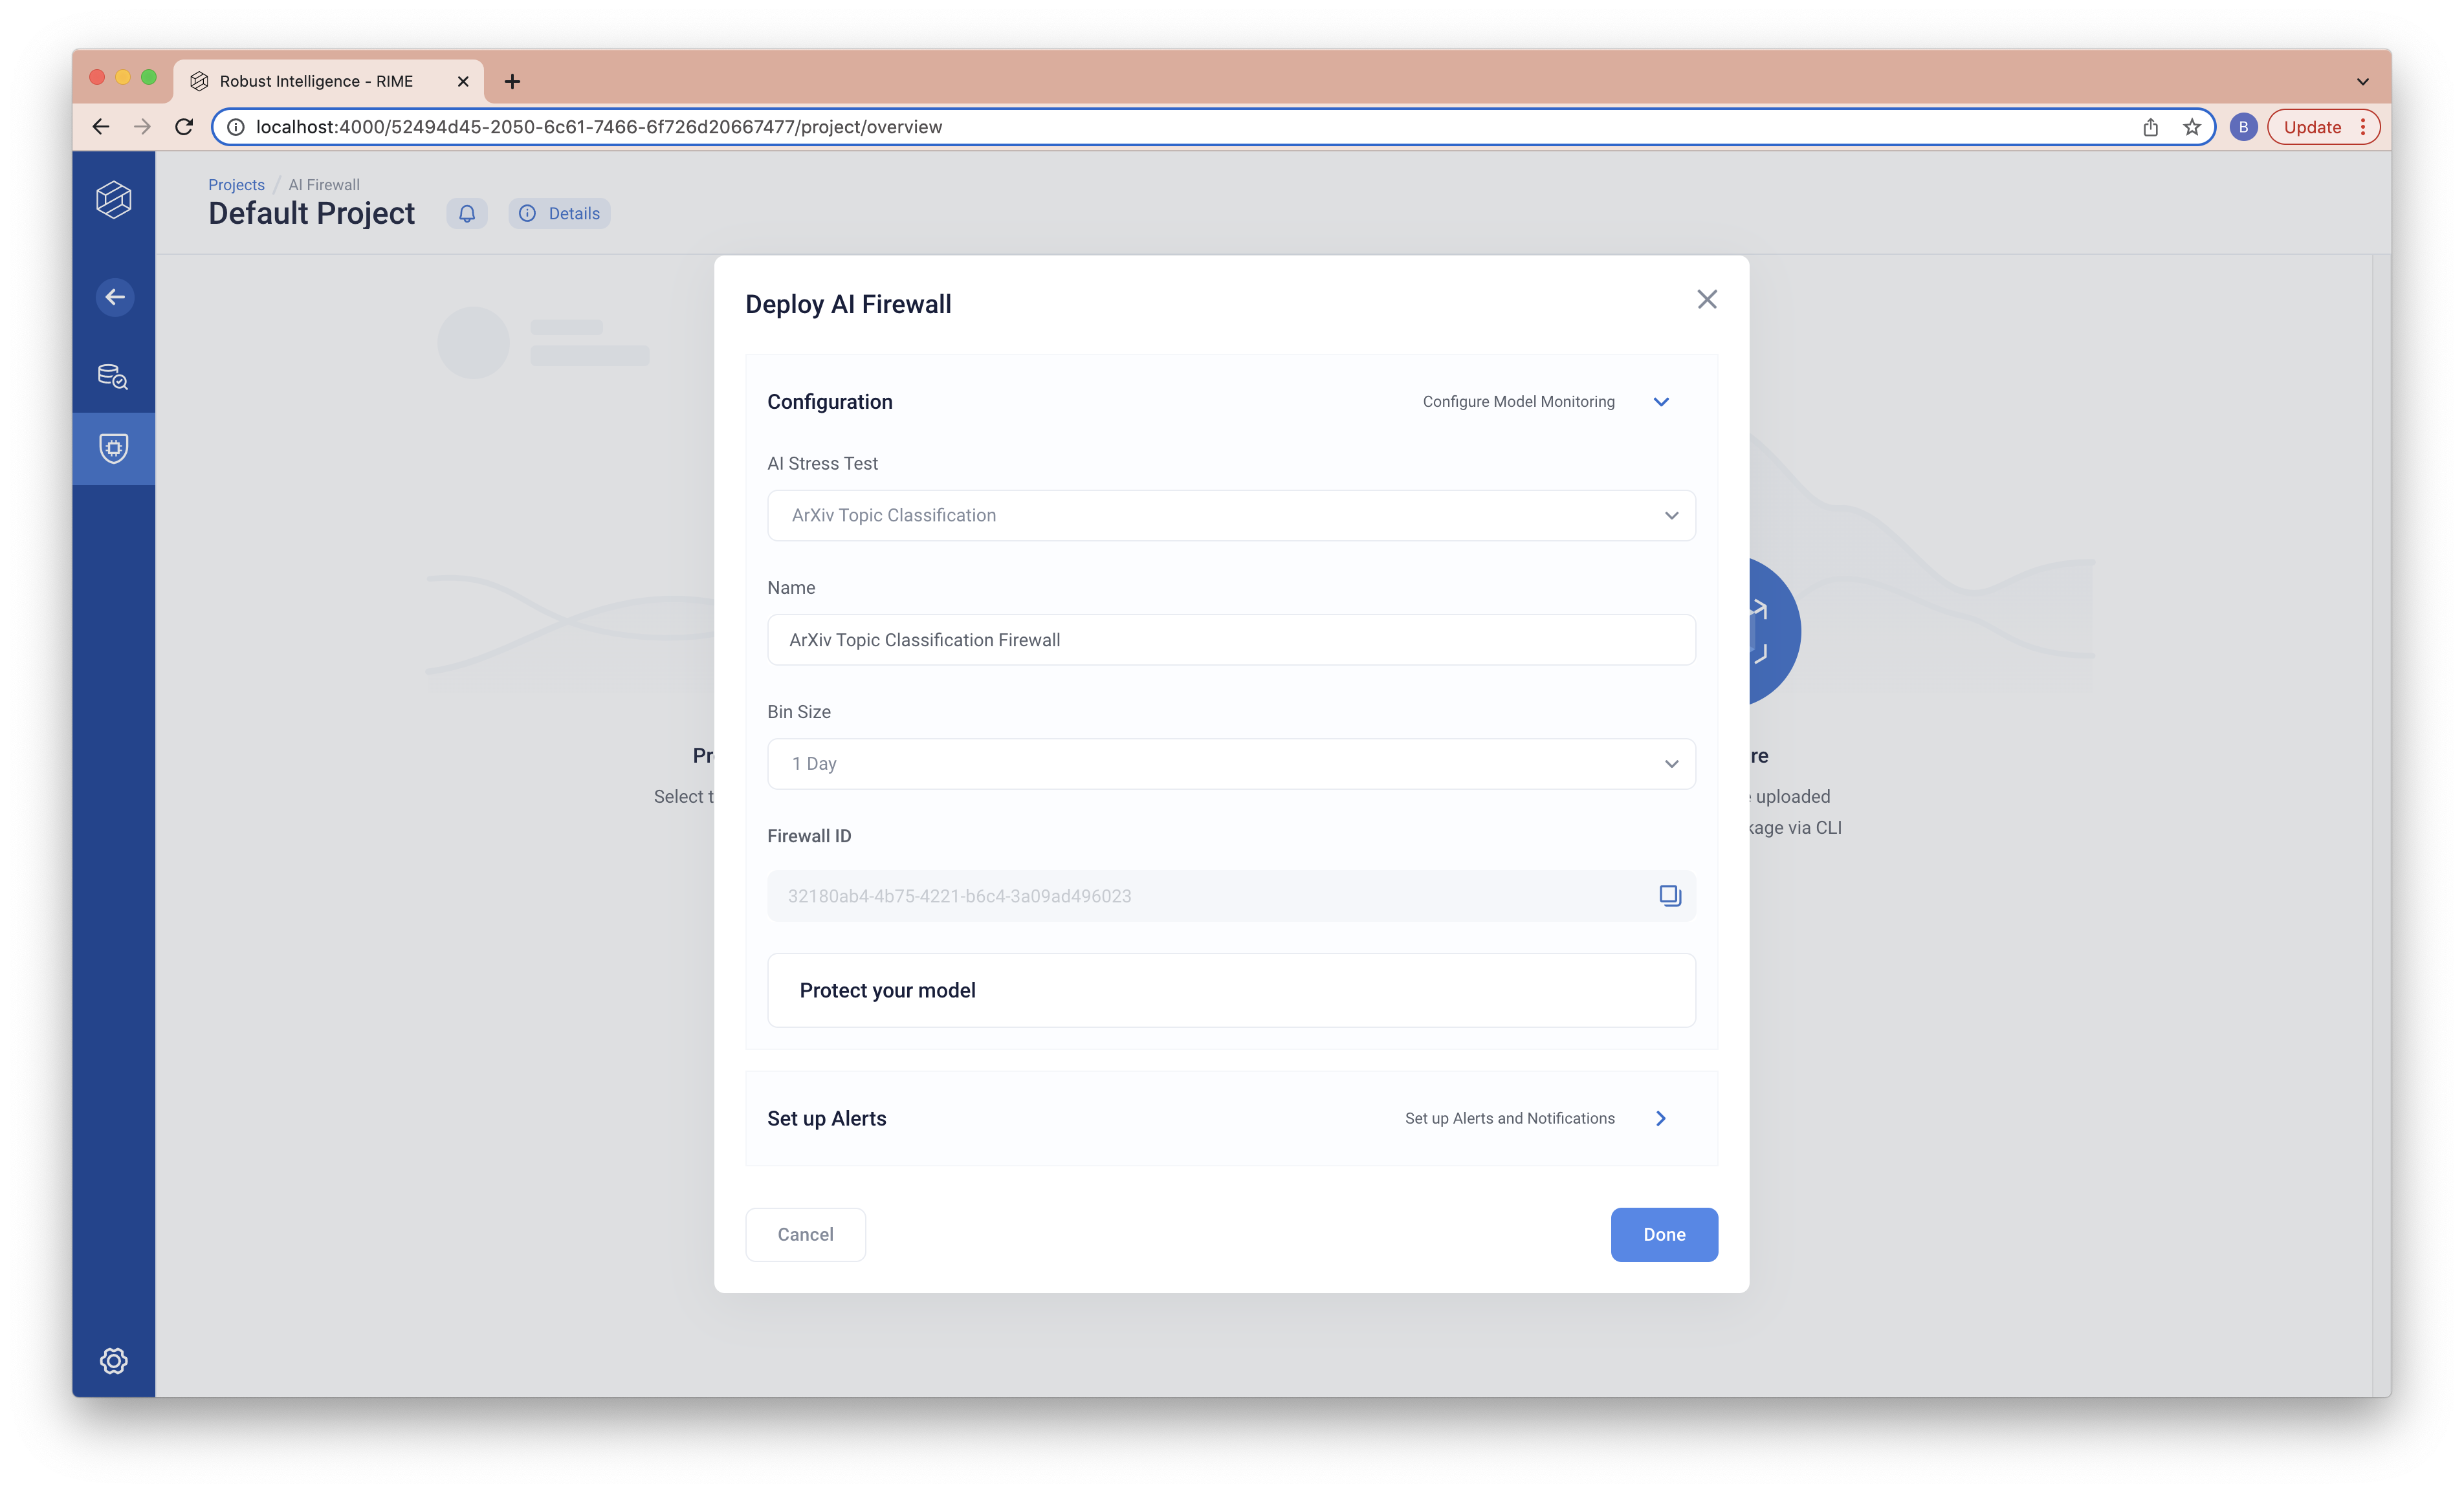 Robust Intelligence - RIME
localhost:4000/52494d45-2050-6c61-7466-6f726d20667477/project/overview
B
Update
Projects / AI Firewall
Default Project
Details
Deploy AI Firewall
Configuration
Configure Model Monitoring
AI Stress Test
ArXiv Topic Classification
Name
ArXiv Topic Classification Firewall
Bin Size
1 Day
Select
uploaded
via CLI
Firewall ID
32180ab4-4b75-4221-b6c4-3a09ad496023
Protect your model
Set up Alerts
Set up Alerts and Notifications
Cancel
Done